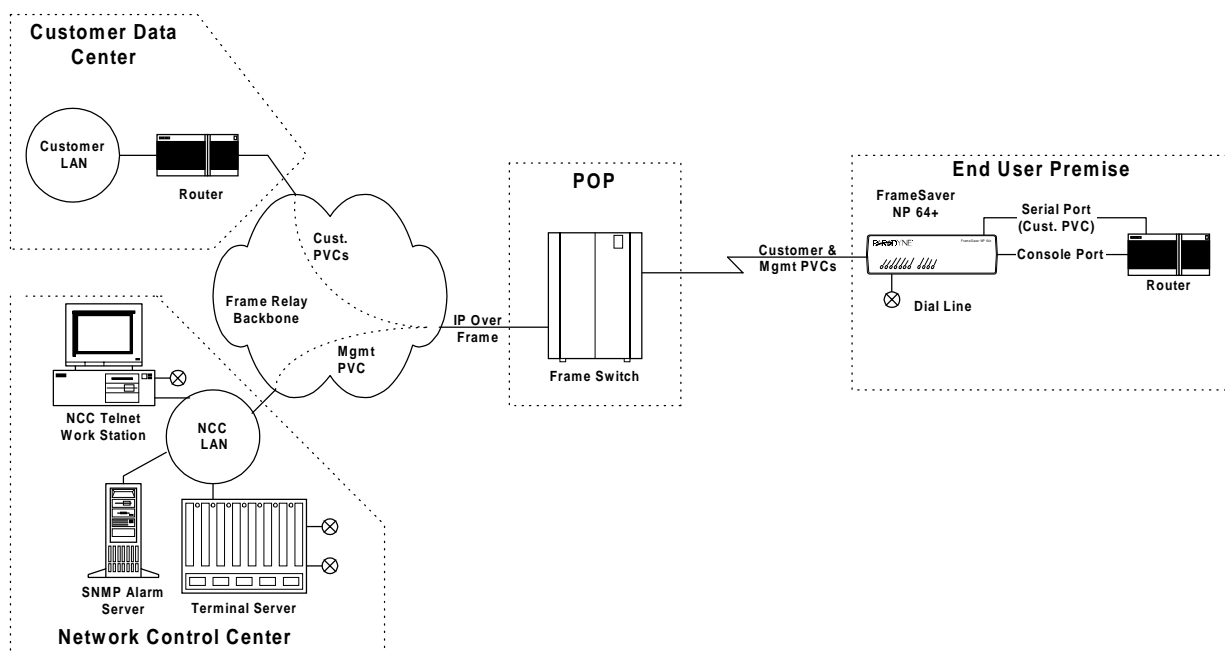 Customer Data
Center
Customer
LAN
Router
Cust.
PVCs
Frame Relay
Backbone
Mgmt
PVC
IP Over
Frame
POP
Frame Switch
Customer &
Mgmt PVCs
End User Premise
FrameSaver
NP 64+
PARADYNE
Serial Port
(Cust. PVC)
Console Port
Router
Dial Line
NCC Telnet
Work Station
NCC
LAN
SNMP Alarm
Server
Terminal Server
Network Control Center